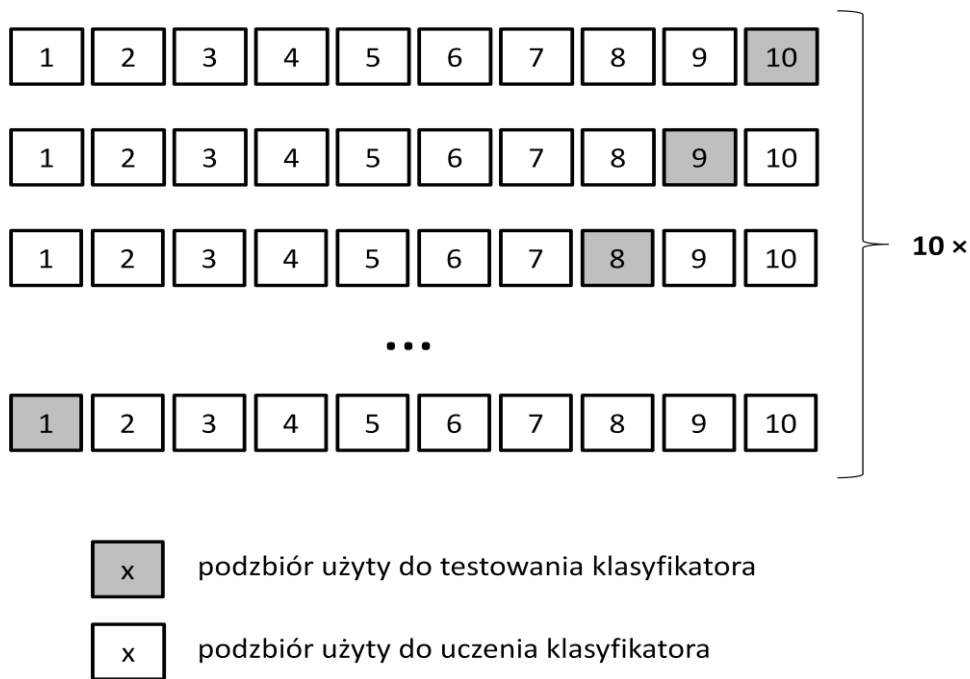 1 2 3 4 5 6 7 8 9 10
1 2 3 4 5 6 7 8 9 10
1 2 3 4 5 6 7 8 9 10
10 ×
...
1 2 3 4 5 6 7 8 9 10
x podzbiór użyty do testowania klasyfikatora
x podzbiór użyty do uczenia klasyfikatora